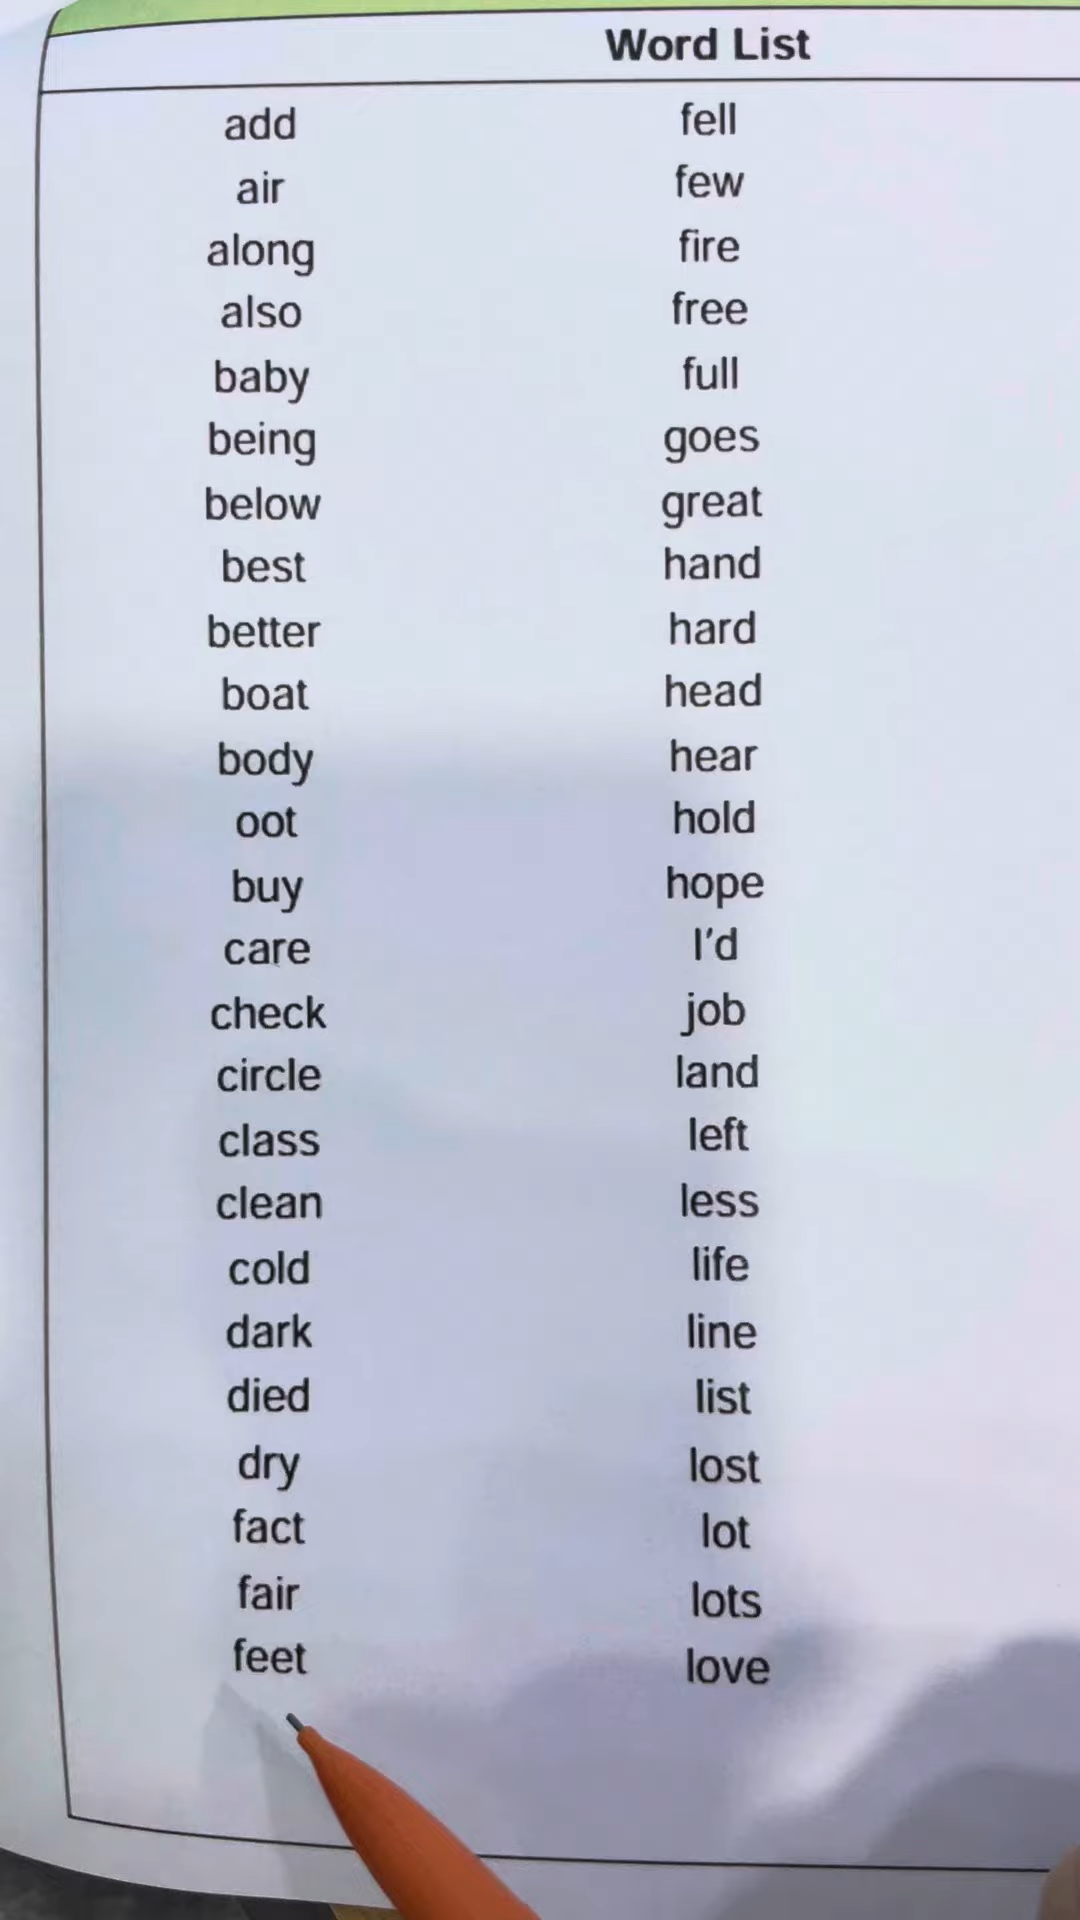 Word List
add
air
along
also
baby
being
below
best
better
boat
body
oot
buy
care
check
circle
class
clean
cold
dark
died
dry
fact
fair
feet
fell
few
fire
free
full
goes
great
hand
hard
head
hear
hold
hope
I'd
job
land
left
less
life
line
list
lost
lot
lots
love